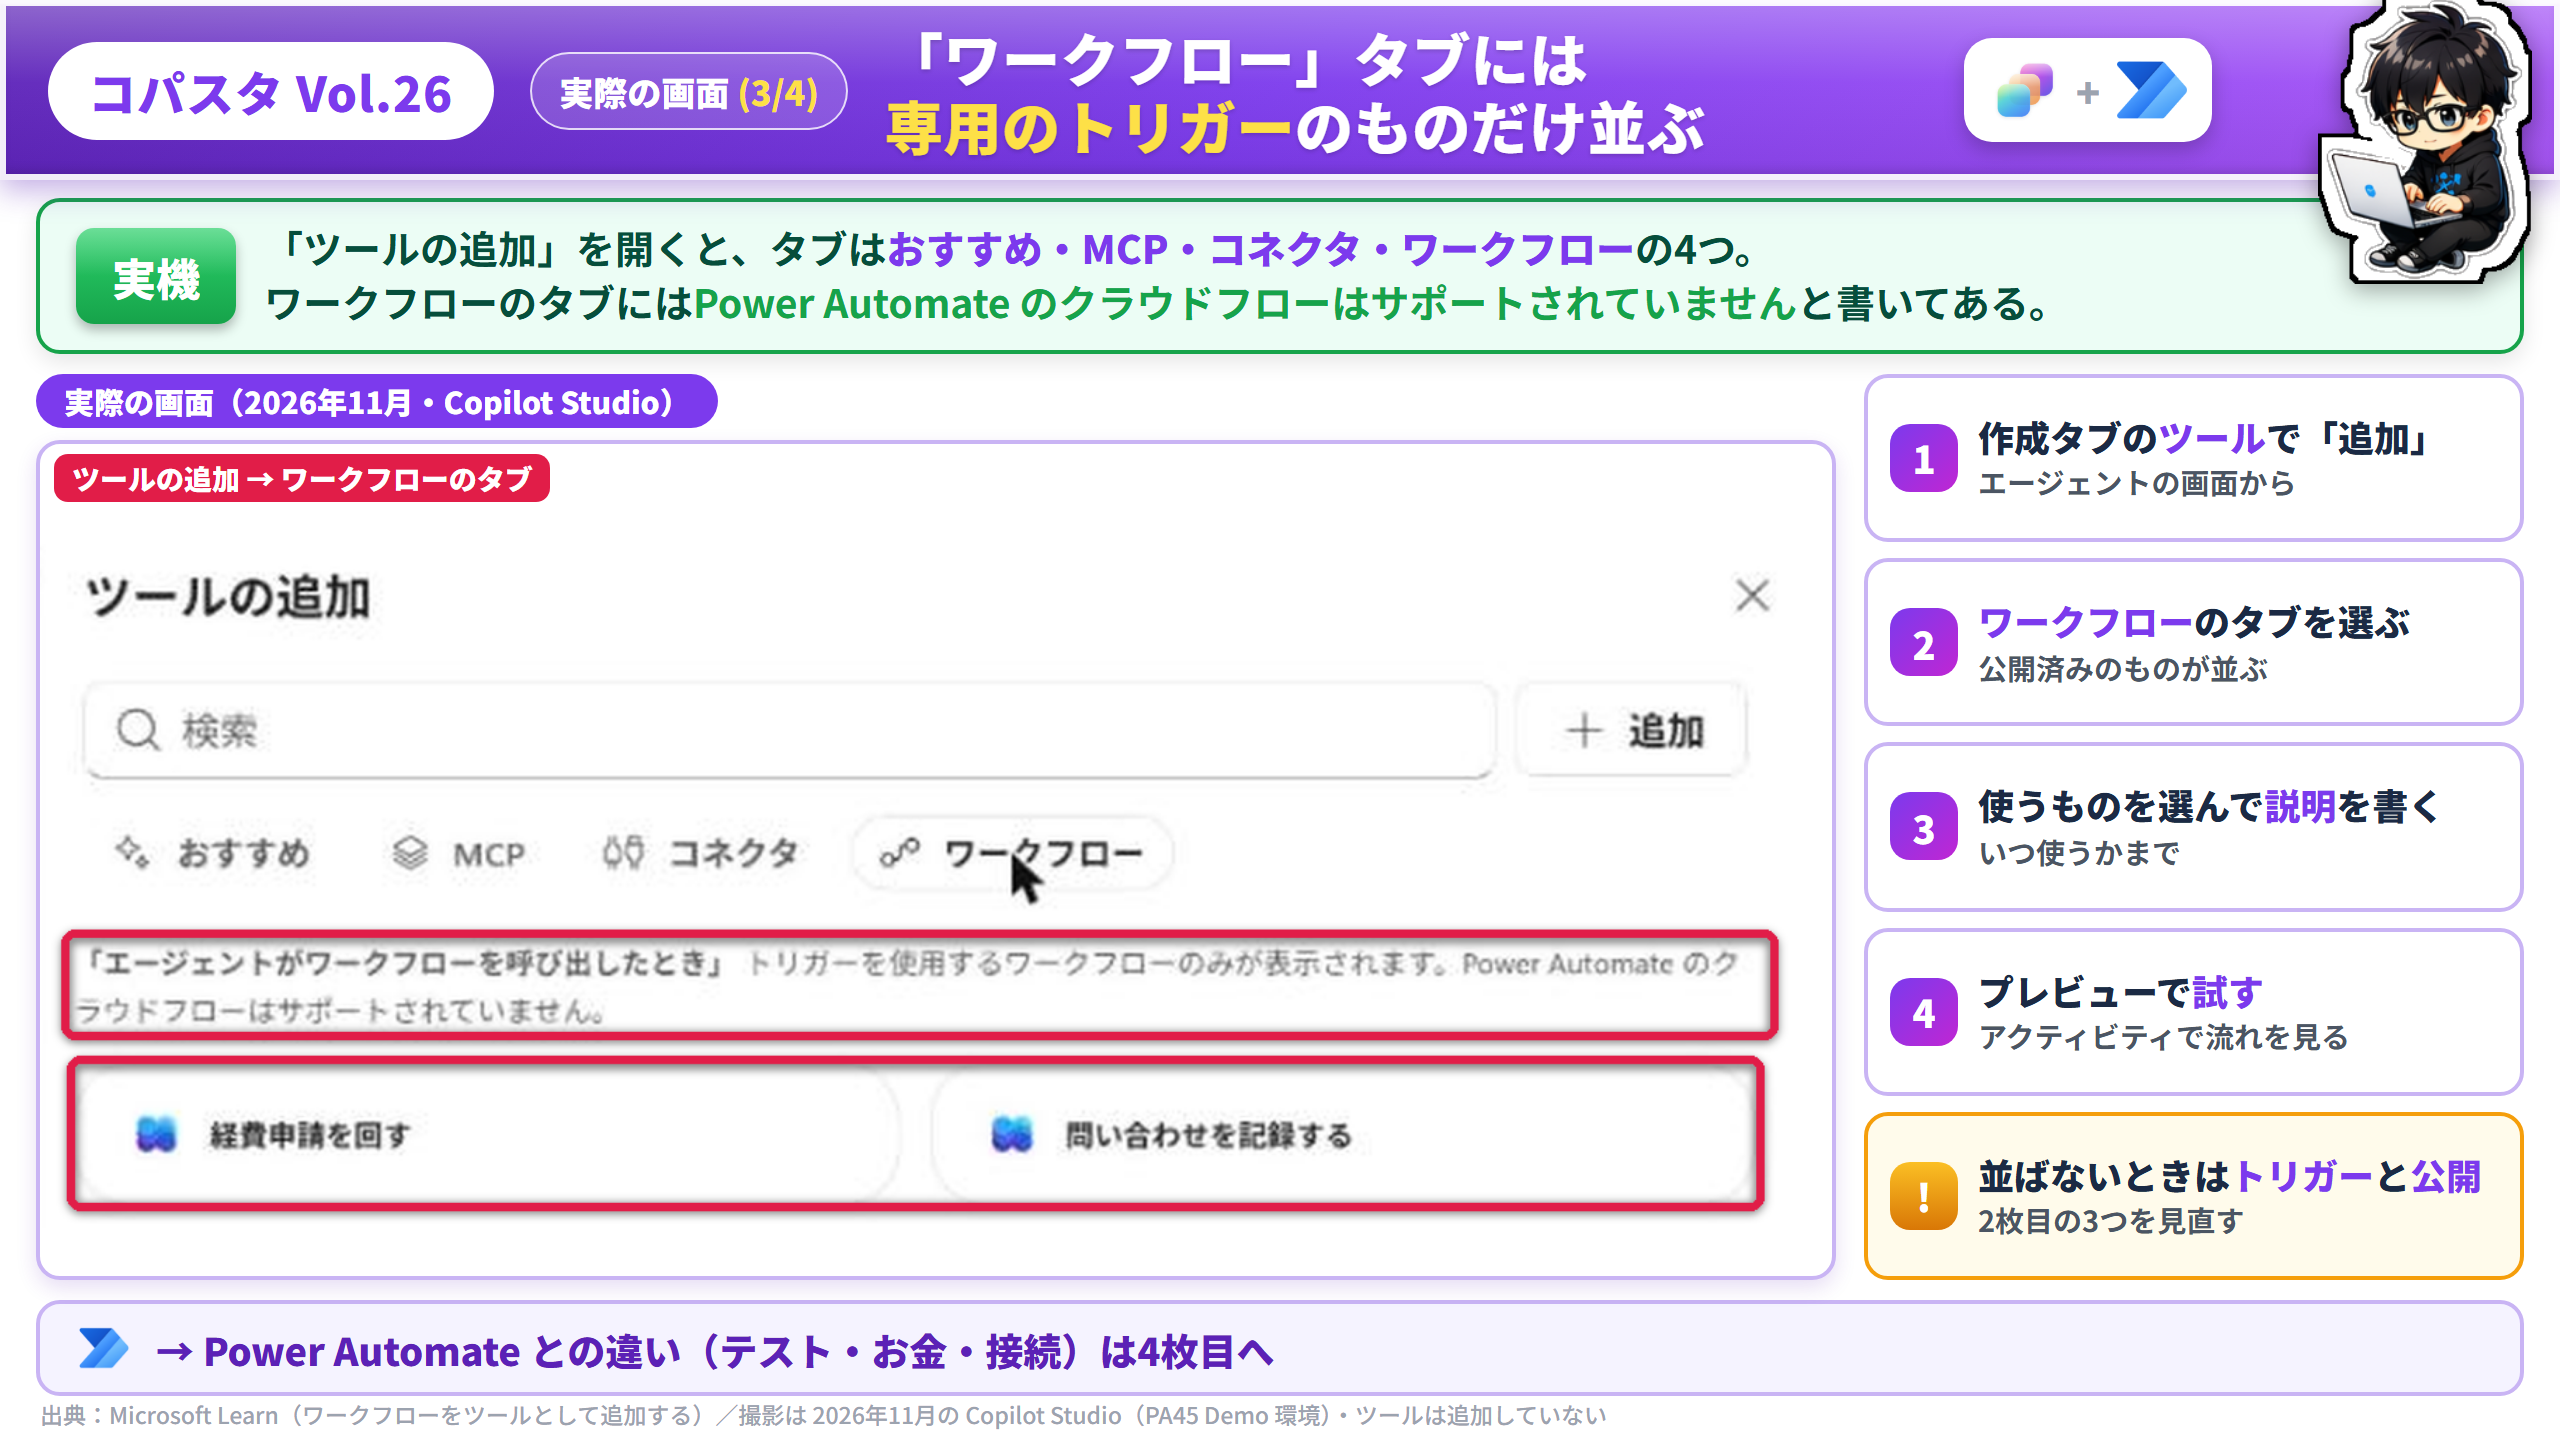 コパスタ Vol.26
実際の画面 (3/4)
「ワークフロー」タブには
専用のトリガーのものだけ並ぶ
+
実機
「ツールの追加」を開くと、タブはおすすめ・MCP・コネクタ・ワークフローの4つ。
ワークフローのタブにはPower Automate のクラウドフローはサポートされていませんと書いてある。
実際の画面（2026年11月・Copilot Studio）
ツールの追加 → ワークフローのタブ
ツールの追加
検索
+ 追加
おすすめ
MCP
コネクタ
ワークフロー
「エージェントがワークフローを呼び出したとき」 トリガーを使用するワークフローのみが表示されます。Power Automate のク
ラウドフローはサポートされていません。
経費申請を回す
問い合わせを記録する
1
作成タブのツールで「追加」
エージェントの画面から
2
ワークフローのタブを選ぶ
公開済みのものが並ぶ
3
使うものを選んで説明を書く
いつ使うかまで
4
プレビューで試す
アクティビティで流れを見る
!
並ばないときはトリガーと公開
2枚目の3つを見直す
→ Power Automate との違い（テスト・お金・接続）は4枚目へ
出典：Microsoft Learn（ワークフローをツールとして追加する）／撮影は 2026年11月の Copilot Studio（PA45 Demo 環境）・ツールは追加していない